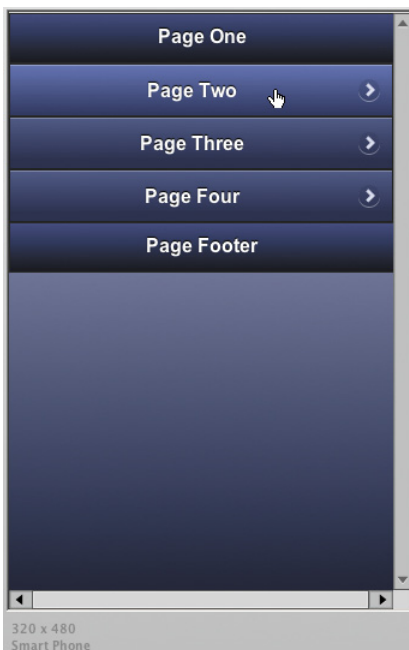 Page One
Page Two
Page Three
Page Four
Page Footer
320 x 480
Smart Phone